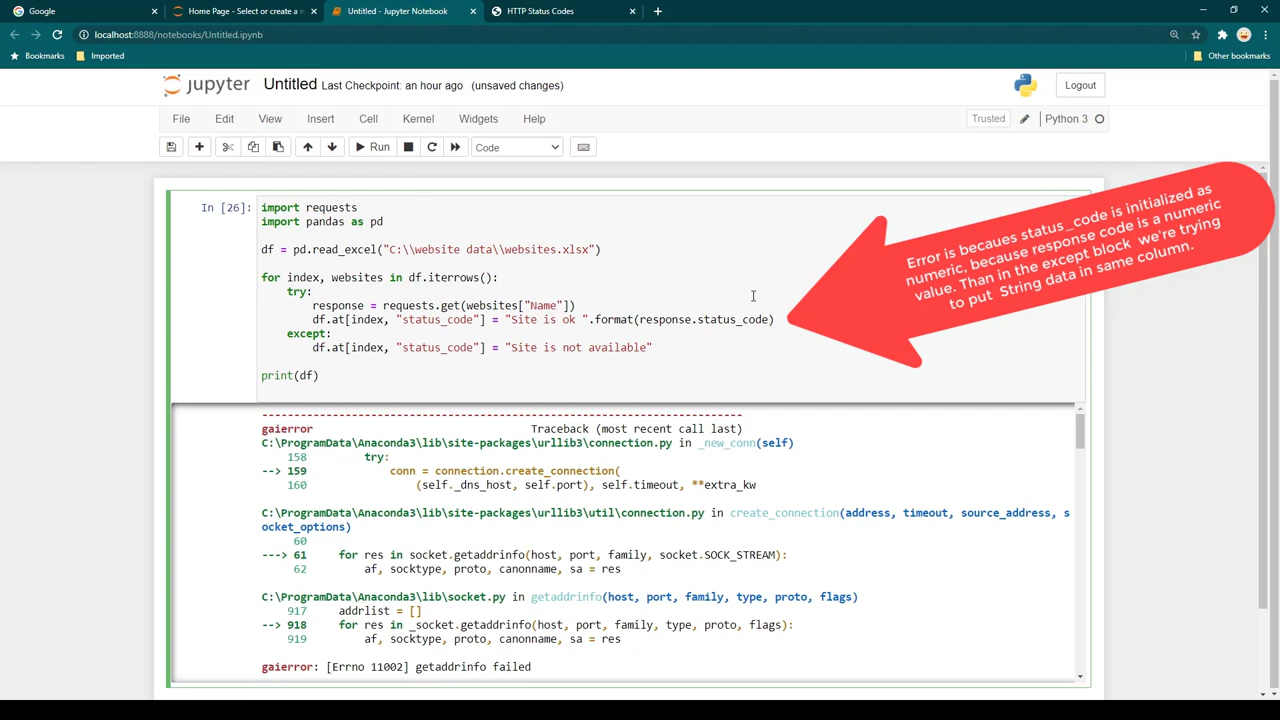 Google
Home Page - Select or create a n
Untitled - Jupyter Notebook
HTTP Status Codes
localhost:8888/notebooks/Untitled.ipynb
Bookmarks
Imported
Other bookmarks
jupyter Untitled Last Checkpoint: an hour ago (unsaved changes)
Logout
File Edit View Insert Cell Kernel Widgets Help
Trusted
Python 3
Run
Code
In [26]:
import requests
import pandas as pd
df = pd.read_excel("C:\\website data\\websites.xlsx")
for index, websites in df.iterrows():
try:
response = requests.get(websites["Name"])
df.at[index, "status_code"] = "Site is ok ".format(response.status_code)
except:
df.at[index, "status_code"] = "Site is not available"
print(df)
Error is becaues status_code is initialized as
numeric, because response code is a numeric
value. Than in the except block we're trying
to put String data in same column.
---------------------------------------------------------------------------
gaierror Traceback (most recent call last)
C:\ProgramData\Anaconda3\lib\site-packages\urllib3\connection.py in _new_conn(self)
158 try:
--> 159 conn = connection.create_connection(
160 (self._dns_host, self.port), self.timeout, **extra_kw
C:\ProgramData\Anaconda3\lib\site-packages\urllib3\util\connection.py in create_connection(address, timeout, source_address, s
ocket_options)
60
---> 61 for res in socket.getaddrinfo(host, port, family, socket.SOCK_STREAM):
62 af, socktype, proto, canonname, sa = res
C:\ProgramData\Anaconda3\lib\socket.py in getaddrinfo(host, port, family, type, proto, flags)
917 addrlist = []
--> 918 for res in _socket.getaddrinfo(host, port, family, type, proto, flags):
919 af, socktype, proto, canonname, sa = res
gaierror: [Errno 11002] getaddrinfo failed